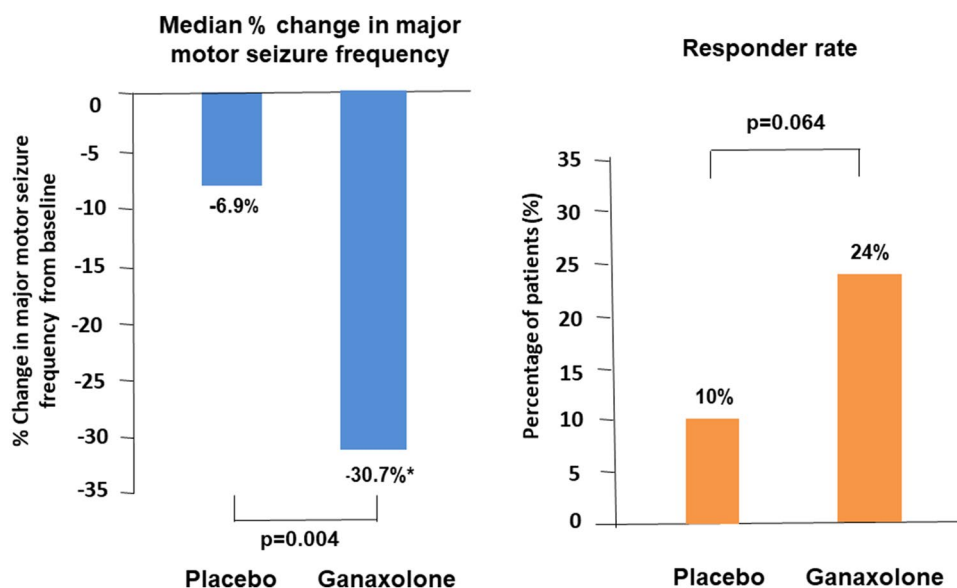 Median % change in major
motor seizure frequency
% Change in major motor seizure
frequency from baseline
0
-5
-10
-15
-20
-25
-30
-35
-6.9%
-30.7%*
p=0.004
Placebo
Ganaxolone
Responder rate
p=0.064
Percentage of patients (%)
35
30
25
20
15
10
5
0
10%
24%
Placebo
Ganaxolone